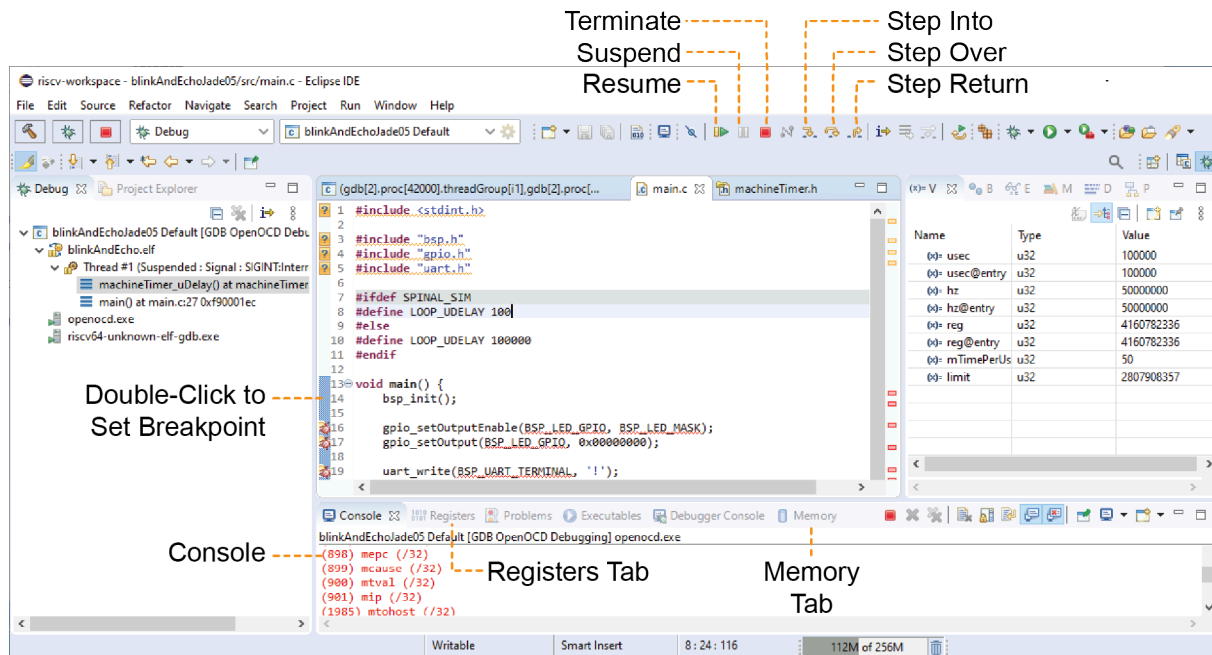 Terminate
Step Into
Suspend
Step Over
Resume
Step Return
riscv-workspace - blinkAndEchoJade05/src/main.c - Eclipse IDE
File Edit Source Refactor Navigate Search Project Run Window Help
Debug
blinkAndEchoJade05 Default
Debug
Project Explorer
blinkAndEchoJade05 Default [GDB OpenOCD Debu
blinkAndEcho.elf
Thread #1 (Suspended : Signal : SIGINT:Interr
machineTimer_uDelay() at machineTimer
main() at main.c:27 0xf90001ec
openocd.exe
riscv64-unknown-elf-gdb.exe
Double-Click to
Set Breakpoint
(gdb[2].proc[42000].threadGroup[i1],gdb[2].proc[...
main.c
machineTimer.h
1 #include <stdint.h>
2
3 #include "bsp.h"
4 #include "gpio.h"
5 #include "uart.h"
6
7 #ifdef SPINAL_SIM
8 #define LOOP_UDELAY 100
9 #else
10 #define LOOP_UDELAY 100000
11 #endif
12
13 void main() {
14 bsp_init();
15
16 gpio_setOutputEnable(BSP_LED_GPIO, BSP_LED_MASK);
17 gpio_setOutput(BSP_LED_GPIO, 0x00000000);
18
19 uart_write(BSP_UART_TERMINAL, '!');
(x)= V
B
E
M
D
P
Name Type Value
(x)= usec u32 100000
(x)= usec@entry u32 100000
(x)= hz u32 50000000
(x)= hz@entry u32 50000000
(x)= reg u32 4160782336
(x)= reg@entry u32 4160782336
(x)= mTimePerUs u32 50
(x)= limit u32 2807908357
Console Registers Problems Executables Debugger Console Memory
blinkAndEchoJade05 Default [GDB OpenOCD Debugging] openocd.exe
(898) mepc (/32)
(899) mcause (/32)
(900) mtval (/32)
(901) mip (/32)
(1985) mtohost (/32)
Console
Registers Tab
Memory
Tab
Writable
Smart Insert
8 : 24 : 116
112M of 256M